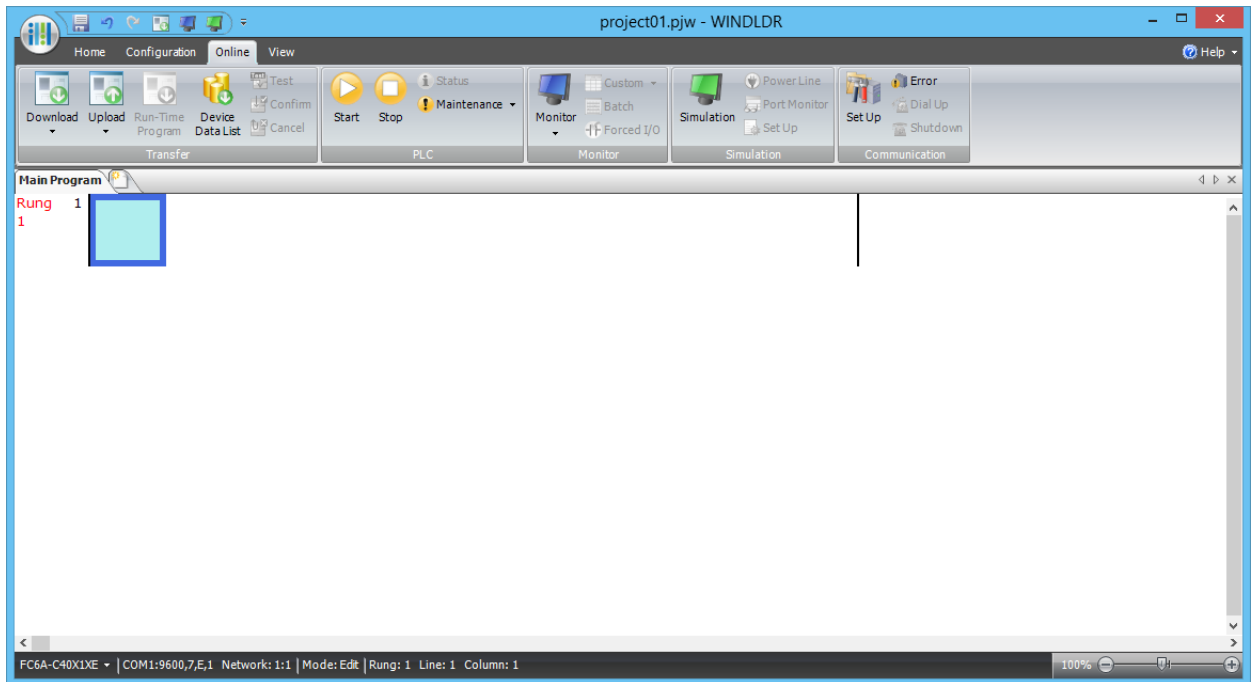 project01.pjw - WINDLDR
Home Configuration Online View Help
Download Upload Run-Time Program Device Data List Test Confirm Cancel
Transfer
Start Stop Status Maintenance
PLC
Monitor Custom Batch Forced I/O
Monitor
Simulation Power Line Port Monitor Set Up
Simulation
Set Up Error Dial Up Shutdown
Communication
Main Program
Rung 1
1
FC6A-C40X1XE COM1:9600,7,E,1 Network: 1:1 Mode: Edit Rung: 1 Line: 1 Column: 1 100%